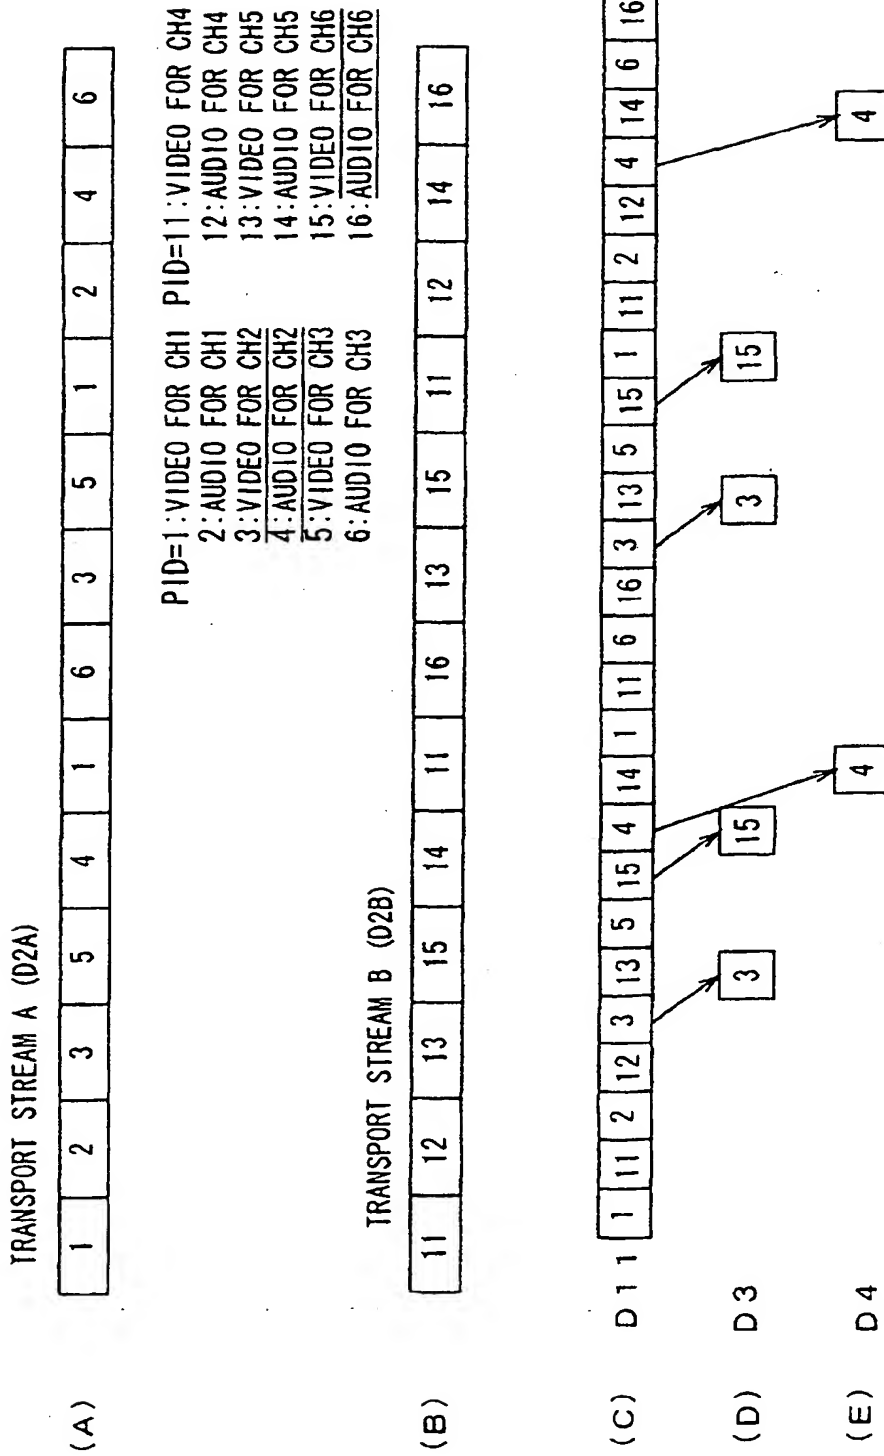 TRANSPORT STREAM A (D2A)
(A) 1 2 3 5 4 1 6 3 5 1 2 4 6
PID=1:VIDEO FOR CH1 PID=11:VIDEO FOR CH4
2:AUDIO FOR CH1 12:AUDIO FOR CH4
3:VIDEO FOR CH2 13:VIDEO FOR CH5
4:AUDIO FOR CH2 14:AUDIO FOR CH5
5:VIDEO FOR CH3 15:VIDEO FOR CH6
6:AUDIO FOR CH3 16:AUDIO FOR CH6
TRANSPORT STREAM B (D2B)
(B) 11 12 13 15 14 11 16 13 15 11 12 14 16
(C) D11 1 11 2 12 3 13 5 15 4 14 1 11 6 16 3 13 5 15 1 11 2 12 4 14 6 16
(D) D3 3 15 3 15
(E) D4 4 4